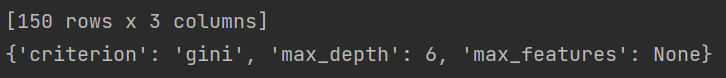 [150 rows x 3 columns]
{'criterion': 'gini', 'max_depth': 6, 'max_features': None}